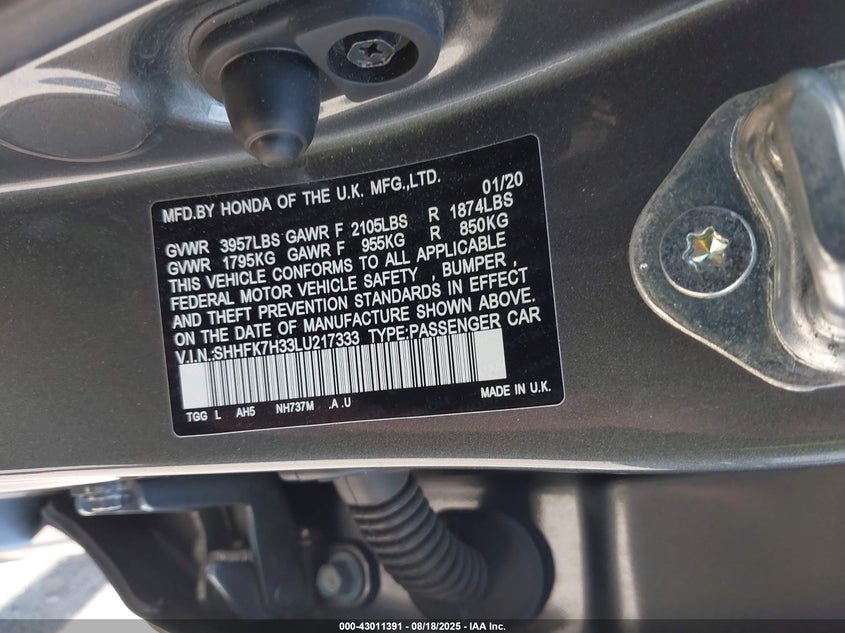 MFD.BY HONDA OF THE U.K. MFG.,LTD. 01/20
GVWR 3957LBS GAWR F 2105LBS R 1874LBS
GVWR 1795KG GAWR F 955KG R 850KG
THIS VEHICLE CONFORMS TO ALL APPLICABLE
FEDERAL MOTOR VEHICLE SAFETY , BUMPER ,
AND THEFT PREVENTION STANDARDS IN EFFECT
ON THE DATE OF MANUFACTURE SHOWN ABOVE.
V.I.N.:SHHFK7H33LU217333 TYPE:PASSENGER CAR
TGG L AH5 NH737M .A .U MADE IN U.K.
000-43011391 - 08/18/2025 - IAA Inc.